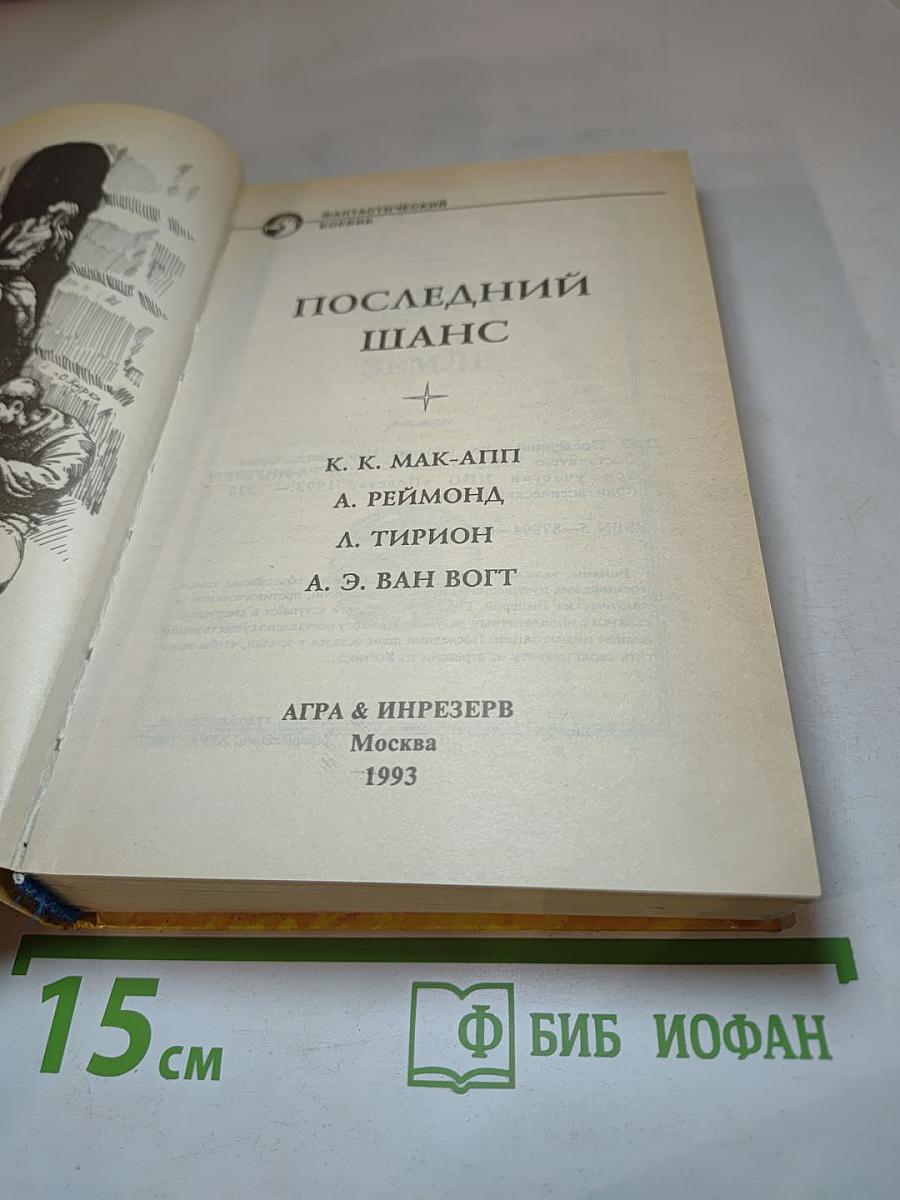 ФАНТАСТИЧЕСКИЙ
БОЕВИК
ПОСЛЕДНИЙ
ШАНС
К. К. МАК-АПП
А. РЕЙМОНД
Л. ТИРИОН
А. Э. ВАН ВОГТ
АГРА & ИНРЕЗЕРВ
Москва
1993
15 см
Ф БИБ ИОФАН